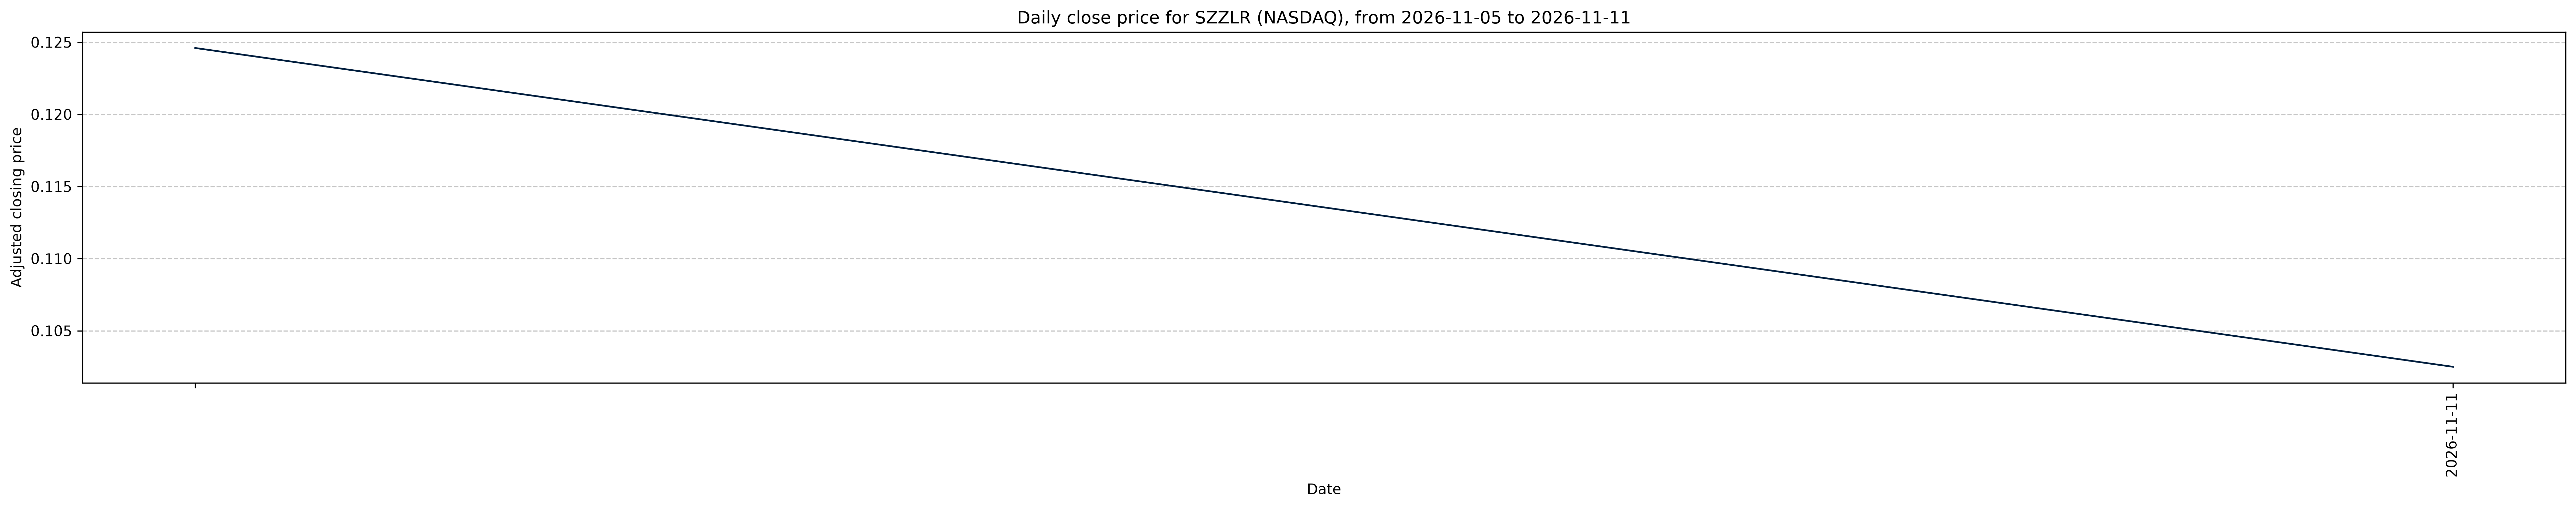 Daily close price for SZZLR (NASDAQ), from 2026-11-05 to 2026-11-11
0.125
0.120
0.115
0.110
0.105
Adjusted closing price
2026-11-11
Date